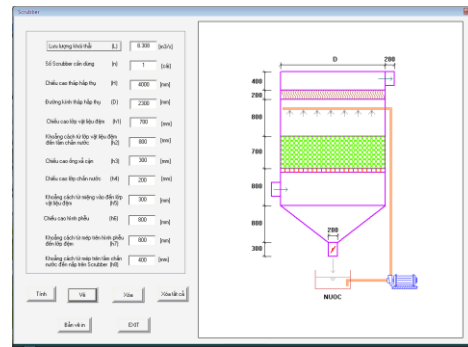 Scrubber
Lưu lượng khói thải (L) 0.300 (m3/s)
Số Scrubber cần dùng (n) 1 (cái)
Chiều cao tháp hấp thụ (H) 4000 (mm)
Đường kính tháp hấp thụ (D) 2300 (mm)
Chiều cao lớp vật liệu đệm (h1) 700 (mm)
Khoảng cách từ lớp vật liệu đệm
đến tấm chắn nước (h2) 800 (mm)
Chiều cao ống xả cặn (h3) 300 (mm)
Chiều cao lớp chắn nước (h4) 200 (mm)
Khoảng cách từ miệng vào đến lớp
vật liệu đệm (h5) 300 (mm)
Chiều cao hình phễu (h6) 800 (mm)
Khoảng cách từ mép trên hình phễu
đến lớp đệm (h7) 800 (mm)
Khoảng cách từ mép trên tấm chắn
nước đến nắp trên Scrubber (h8) 400 (mm)
Tính Vẽ Xóa Xóa tất cả
Bản vẽ in EXIT
D 200
400
200
800
700
800
800
200
300
NUOC